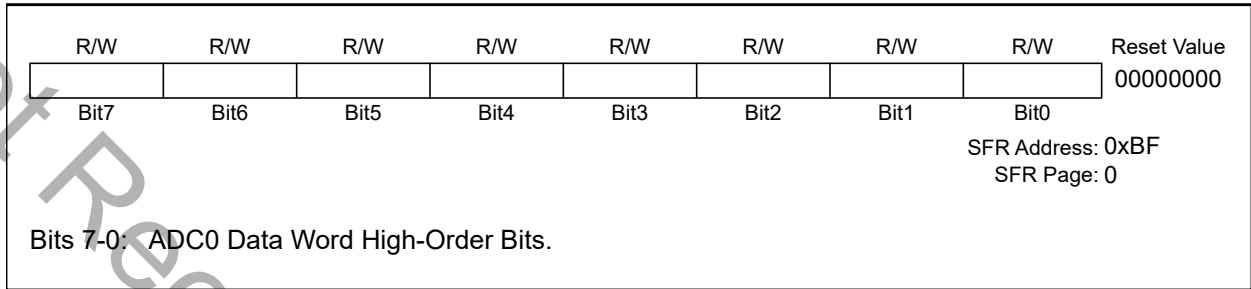 R/W R/W R/W R/W R/W R/W R/W R/W Reset Value
00000000
Bit7 Bit6 Bit5 Bit4 Bit3 Bit2 Bit1 Bit0
SFR Address: 0xBF
SFR Page: 0
Bits 7-0: ADC0 Data Word High-Order Bits.